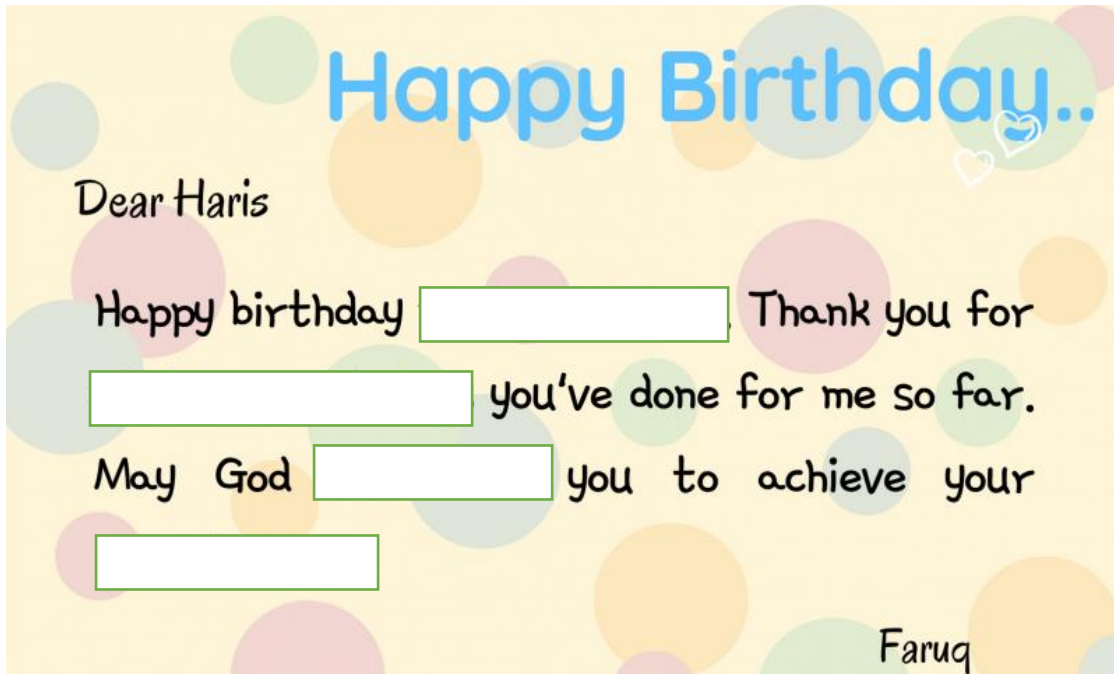 Happy Birthday..
Dear Haris
Happy birthday . Thank you for
you've done for me so far.
May God you to achieve your
Faruq